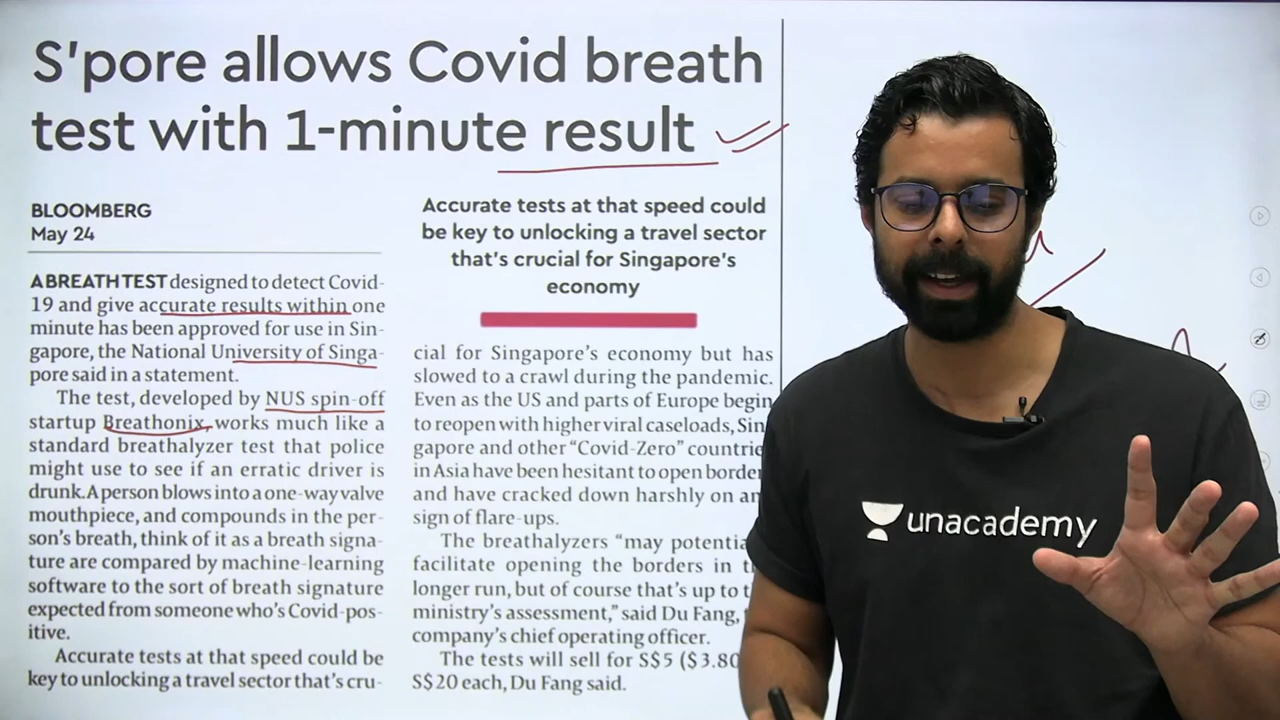 S'pore allows Covid breath
test with 1-minute result
BLOOMBERG
May 24
A BREATH TEST designed to detect Covid-
19 and give accurate results within one
minute has been approved for use in Sin-
gapore, the National University of Singa-
pore said in a statement.
The test, developed by NUS spin-off
startup Breathonix, works much like a
standard breathalyzer test that police
might use to see if an erratic driver is
drunk. A person blows into a one-way valve
mouthpiece, and compounds in the per-
son's breath, think of it as a breath signa-
ture are compared by machine-learning
software to the sort of breath signature
expected from someone who's Covid-pos-
itive.
Accurate tests at that speed could be
key to unlocking a travel sector that's cru-
Accurate tests at that speed could
be key to unlocking a travel sector
that's crucial for Singapore's
economy
cial for Singapore's economy but has
slowed to a crawl during the pandemic.
Even as the US and parts of Europe begin
to reopen with higher viral caseloads, Sin
gapore and other “Covid-Zero” countrie
in Asia have been hesitant to open border
and have cracked down harshly on an
sign of flare-ups.
The breathalyzers “may potentia
facilitate opening the borders in t
longer run, but of course that's up to t
ministry's assessment,” said Du Fang,
company's chief operating officer.
The tests will sell for S$5 ($3.80
S$20 each, Du Fang said.
unacademy